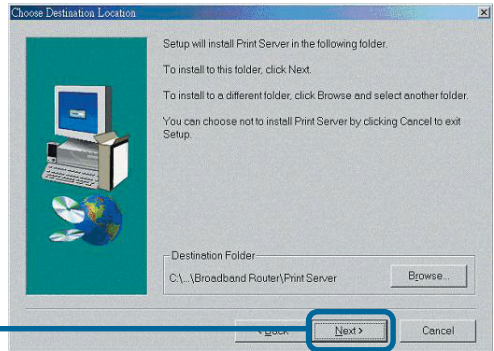 Choose Destination Location
Setup will install Print Server in the following folder.
To install to this folder, click Next.
To install to a different folder, click Browse and select another folder.
You can choose not to install Print Server by clicking Cancel to exit
Setup.
Destination Folder
C:\...\Broadband Router\Print Server
Browse...
< Back
Next >
Cancel